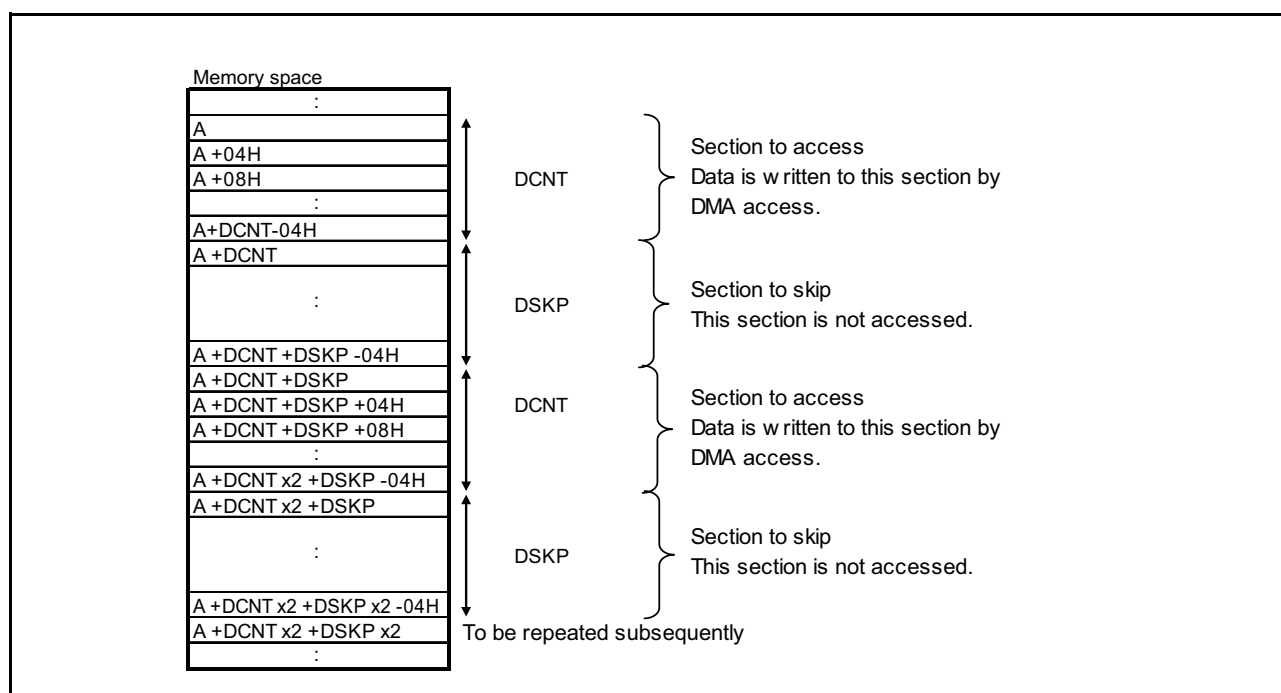 Memory space
:
A
A +04H
A +08H
:
A+DCNT-04H
A +DCNT
:
A +DCNT +DSKP -04H
A +DCNT +DSKP
A +DCNT +DSKP +04H
A +DCNT +DSKP +08H
:
A +DCNT x2 +DSKP -04H
A +DCNT x2 +DSKP
:
A +DCNT x2 +DSKP x2 -04H
A +DCNT x2 +DSKP x2
:
DCNT
DSKP
DCNT
DSKP
To be repeated subsequently
Section to access
Data is written to this section by
DMA access.
Section to skip
This section is not accessed.
Section to access
Data is written to this section by
DMA access.
Section to skip
This section is not accessed.